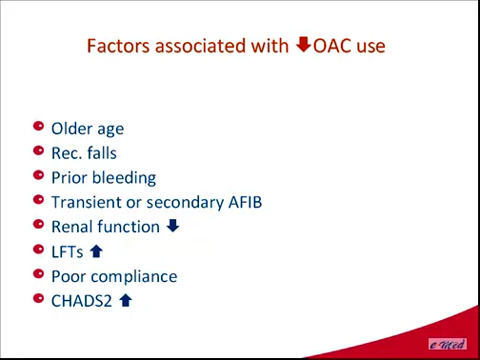 Factors associated with ⬇OAC use
Older age
Rec. falls
Prior bleeding
Transient or secondary AFIB
Renal function ⬇
LFTs ⬆
Poor compliance
CHADS2 ⬆
e Med